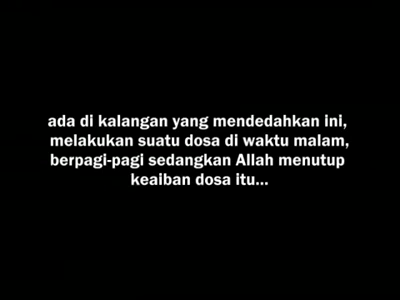 ada di kalangan yang mendedahkan ini,
melakukan suatu dosa di waktu malam,
berpagi-pagi sedangkan Allah menutup
keaiban dosa itu...